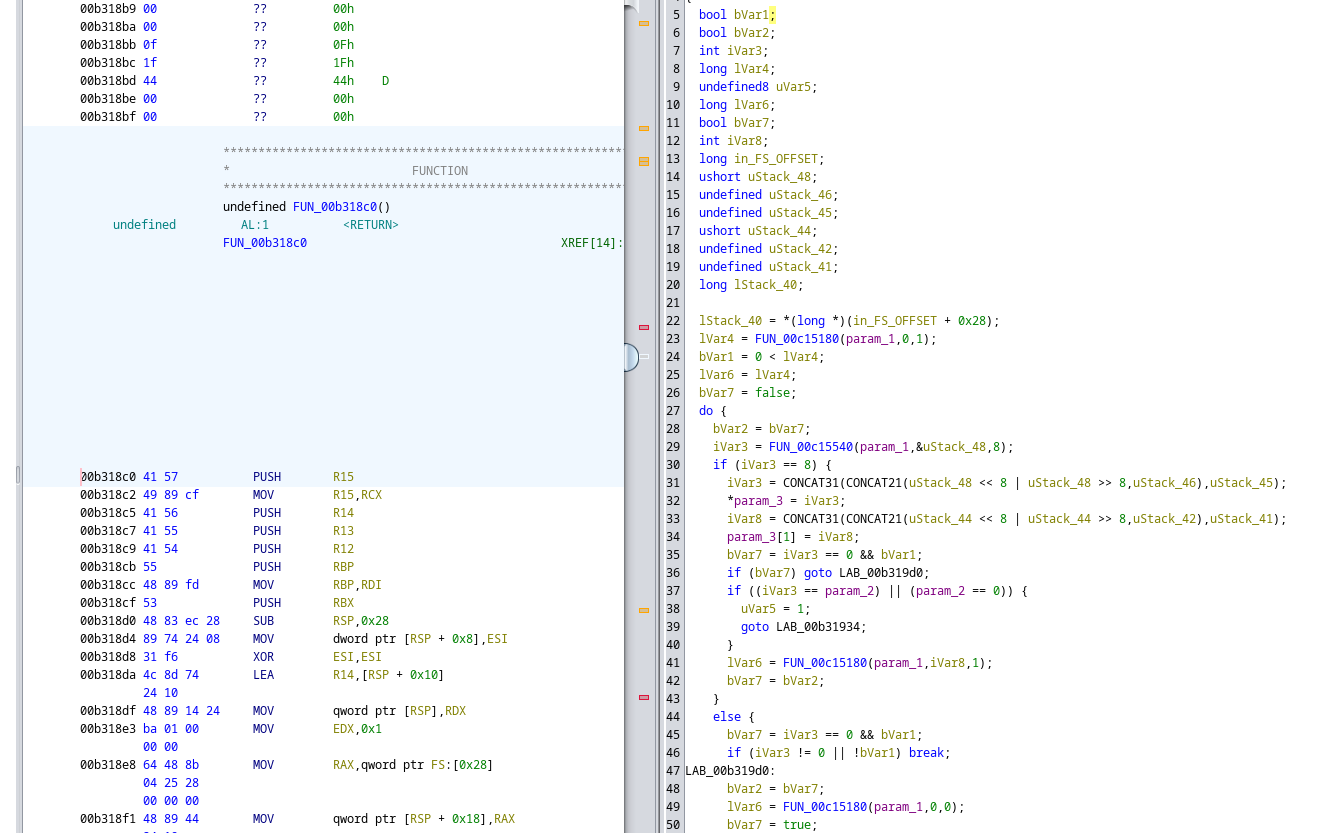 00b318b9 00 ?? 00h
00b318ba 00 ?? 00h
00b318bb 0f ?? 0Fh
00b318bc 1f ?? 1Fh
00b318bd 44 ?? 44h D
00b318be 00 ?? 00h
00b318bf 00 ?? 00h
*********************************************************
* FUNCTION
*********************************************************
undefined FUN_00b318c0()
undefined AL:1 <RETURN>
FUN_00b318c0 XREF[14]:
00b318c0 41 57 PUSH R15
00b318c2 49 89 cf MOV R15,RCX
00b318c5 41 56 PUSH R14
00b318c7 41 55 PUSH R13
00b318c9 41 54 PUSH R12
00b318cb 55 PUSH RBP
00b318cc 48 89 fd MOV RBP,RDI
00b318cf 53 PUSH RBX
00b318d0 48 83 ec 28 SUB RSP,0x28
00b318d4 89 74 24 08 MOV dword ptr [RSP + 0x8],ESI
00b318d8 31 f6 XOR ESI,ESI
00b318da 4c 8d 74 LEA R14,[RSP + 0x10]
24 10
00b318df 48 89 14 24 MOV qword ptr [RSP],RDX
00b318e3 ba 01 00 MOV EDX,0x1
00 00
00b318e8 64 48 8b MOV RAX,qword ptr FS:[0x28]
04 25 28
00 00 00
00b318f1 48 89 44 MOV qword ptr [RSP + 0x18],RAX
5 bool bVar1;
6 bool bVar2;
7 int iVar3;
8 long lVar4;
9 undefined8 uVar5;
10 long lVar6;
11 bool bVar7;
12 int iVar8;
13 long in_FS_OFFSET;
14 ushort uStack_48;
15 undefined uStack_46;
16 undefined uStack_45;
17 ushort uStack_44;
18 undefined uStack_42;
19 undefined uStack_41;
20 long lStack_40;
21
22 lStack_40 = *(long *)(in_FS_OFFSET + 0x28);
23 lVar4 = FUN_00c15180(param_1,0,1);
24 bVar1 = 0 < lVar4;
25 lVar6 = lVar4;
26 bVar7 = false;
27 do {
28 bVar2 = bVar7;
29 iVar3 = FUN_00c15540(param_1,&uStack_48,8);
30 if (iVar3 == 8) {
31 iVar3 = CONCAT31(CONCAT21(uStack_48 << 8 | uStack_48 >> 8,uStack_46),uStack_45);
32 *param_3 = iVar3;
33 iVar8 = CONCAT31(CONCAT21(uStack_44 << 8 | uStack_44 >> 8,uStack_42),uStack_41);
34 param_3[1] = iVar8;
35 bVar7 = iVar3 == 0 && bVar1;
36 if (bVar7) goto LAB_00b319d0;
37 if ((iVar3 == param_2) || (param_2 == 0)) {
38 uVar5 = 1;
39 goto LAB_00b31934;
40 }
41 lVar6 = FUN_00c15180(param_1,iVar8,1);
42 bVar7 = bVar2;
43 }
44 else {
45 bVar7 = iVar3 == 0 && bVar1;
46 if (iVar3 != 0 || !bVar1) break;
47 LAB_00b319d0:
48 bVar2 = bVar7;
49 lVar6 = FUN_00c15180(param_1,0,0);
50 bVar7 = true;